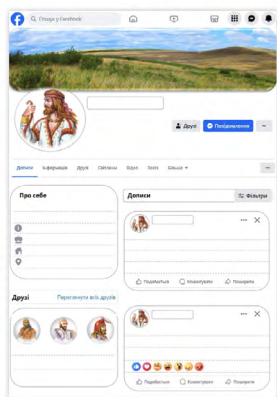 Пошук у Facebook
Друзі
Повідомлення
Дописи Інформація Друзі Світлини Відео Більше
Про себе
Дописи
Фільтри
Подобається Коментувати Поширити
Друзі
Переглянути всіх друзів
Подобається Коментувати Поширити